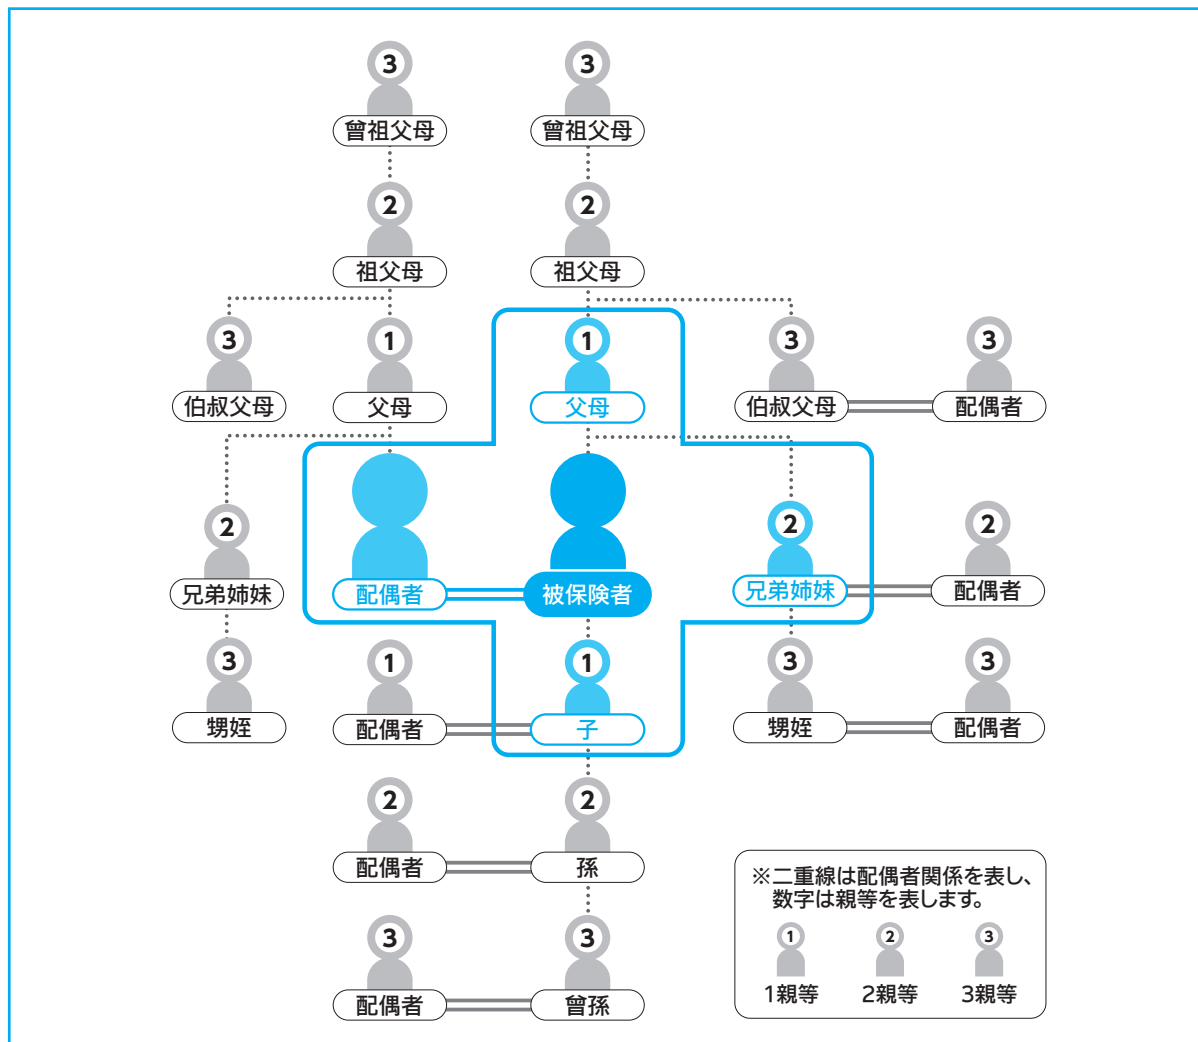 3
3
曾祖父母
曾祖父母
2
2
祖父母
祖父母
3
1
1
3
3
伯叔父母
父母
父母
伯叔父母
配偶者
2
2
2
兄弟姉妹
配偶者
被保険者
兄弟姉妹
配偶者
3
1
1
3
3
甥姪
配偶者
子
甥姪
配偶者
2
2
配偶者
孫
3
3
配偶者
曾孫
※二重線は配偶者関係を表し、
数字は親等を表します。
1
2
3
1親等
2親等
3親等